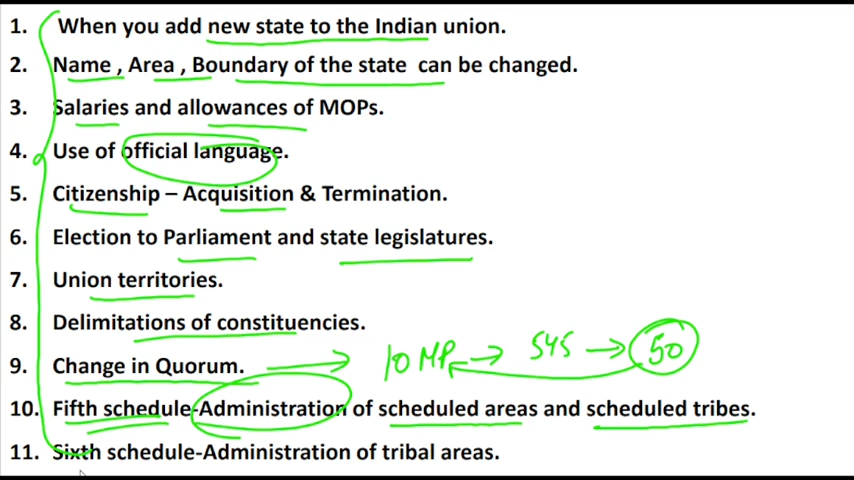 1. When you add new state to the Indian union.
2. Name , Area , Boundary of the state can be changed.
3. Salaries and allowances of MOPs.
4. Use of official language.
5. Citizenship – Acquisition & Termination.
6. Election to Parliament and state legislatures.
7. Union territories.
8. Delimitations of constituencies.
9. Change in Quorum. 10 MP → 545 → 50
10. Fifth schedule-Administration of scheduled areas and scheduled tribes.
11. Sixth schedule-Administration of tribal areas.